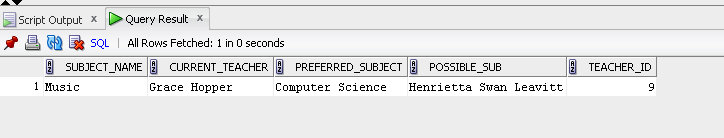 Script Output x Query Result x
SQL | All Rows Fetched: 1 in 0 seconds
SUBJECT_NAME CURRENT_TEACHER PREFERRED_SUBJECT POSSIBLE_SUB TEACHER_ID
1 Music Grace Hopper Computer Science Henrietta Swan Leavitt 9